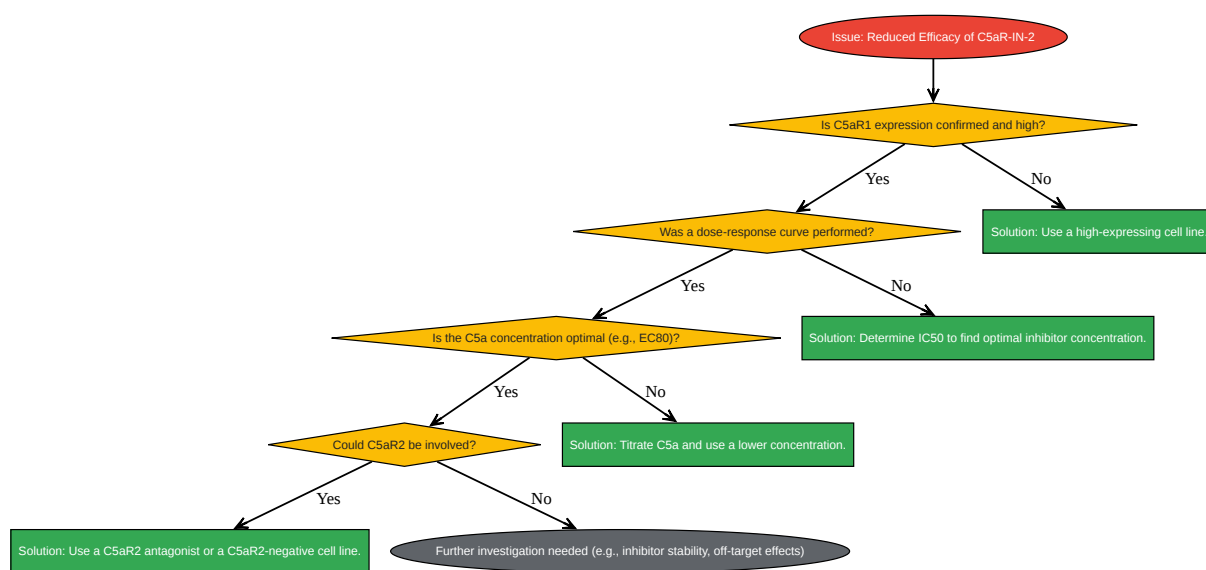 Issue: Reduced Efficacy of C5aR-IN-2
Is C5aR1 expression confirmed and high?
Yes
No
Was a dose-response curve performed?
Solution: Use a high-expressing cell line
Yes
No
Is the C5a concentration optimal (e.g., EC80)?
Solution: Determine IC50 to find optimal inhibitor concentration.
Yes
No
Could C5aR2 be involved?
Solution: Titrate C5a and use a lower concentration.
Yes
No
Solution: Use a C5aR2 antagonist or a C5aR2-negative cell line.
Further investigation needed (e.g., inhibitor stability, off-target effects)